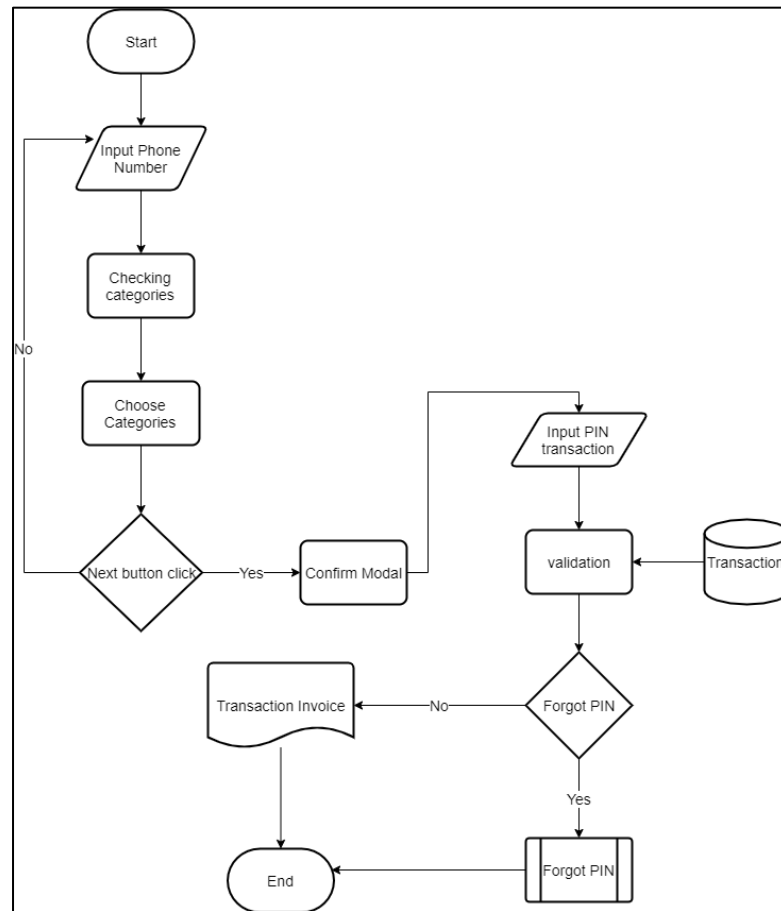 Start
Input Phone
Number
Checking
categories
No
Choose
Categories
Input PIN
transaction
Next button click
Yes
Confirm Modal
validation
Transaction
Transaction Invoice
No
Forgot PIN
Yes
End
Forgot PIN